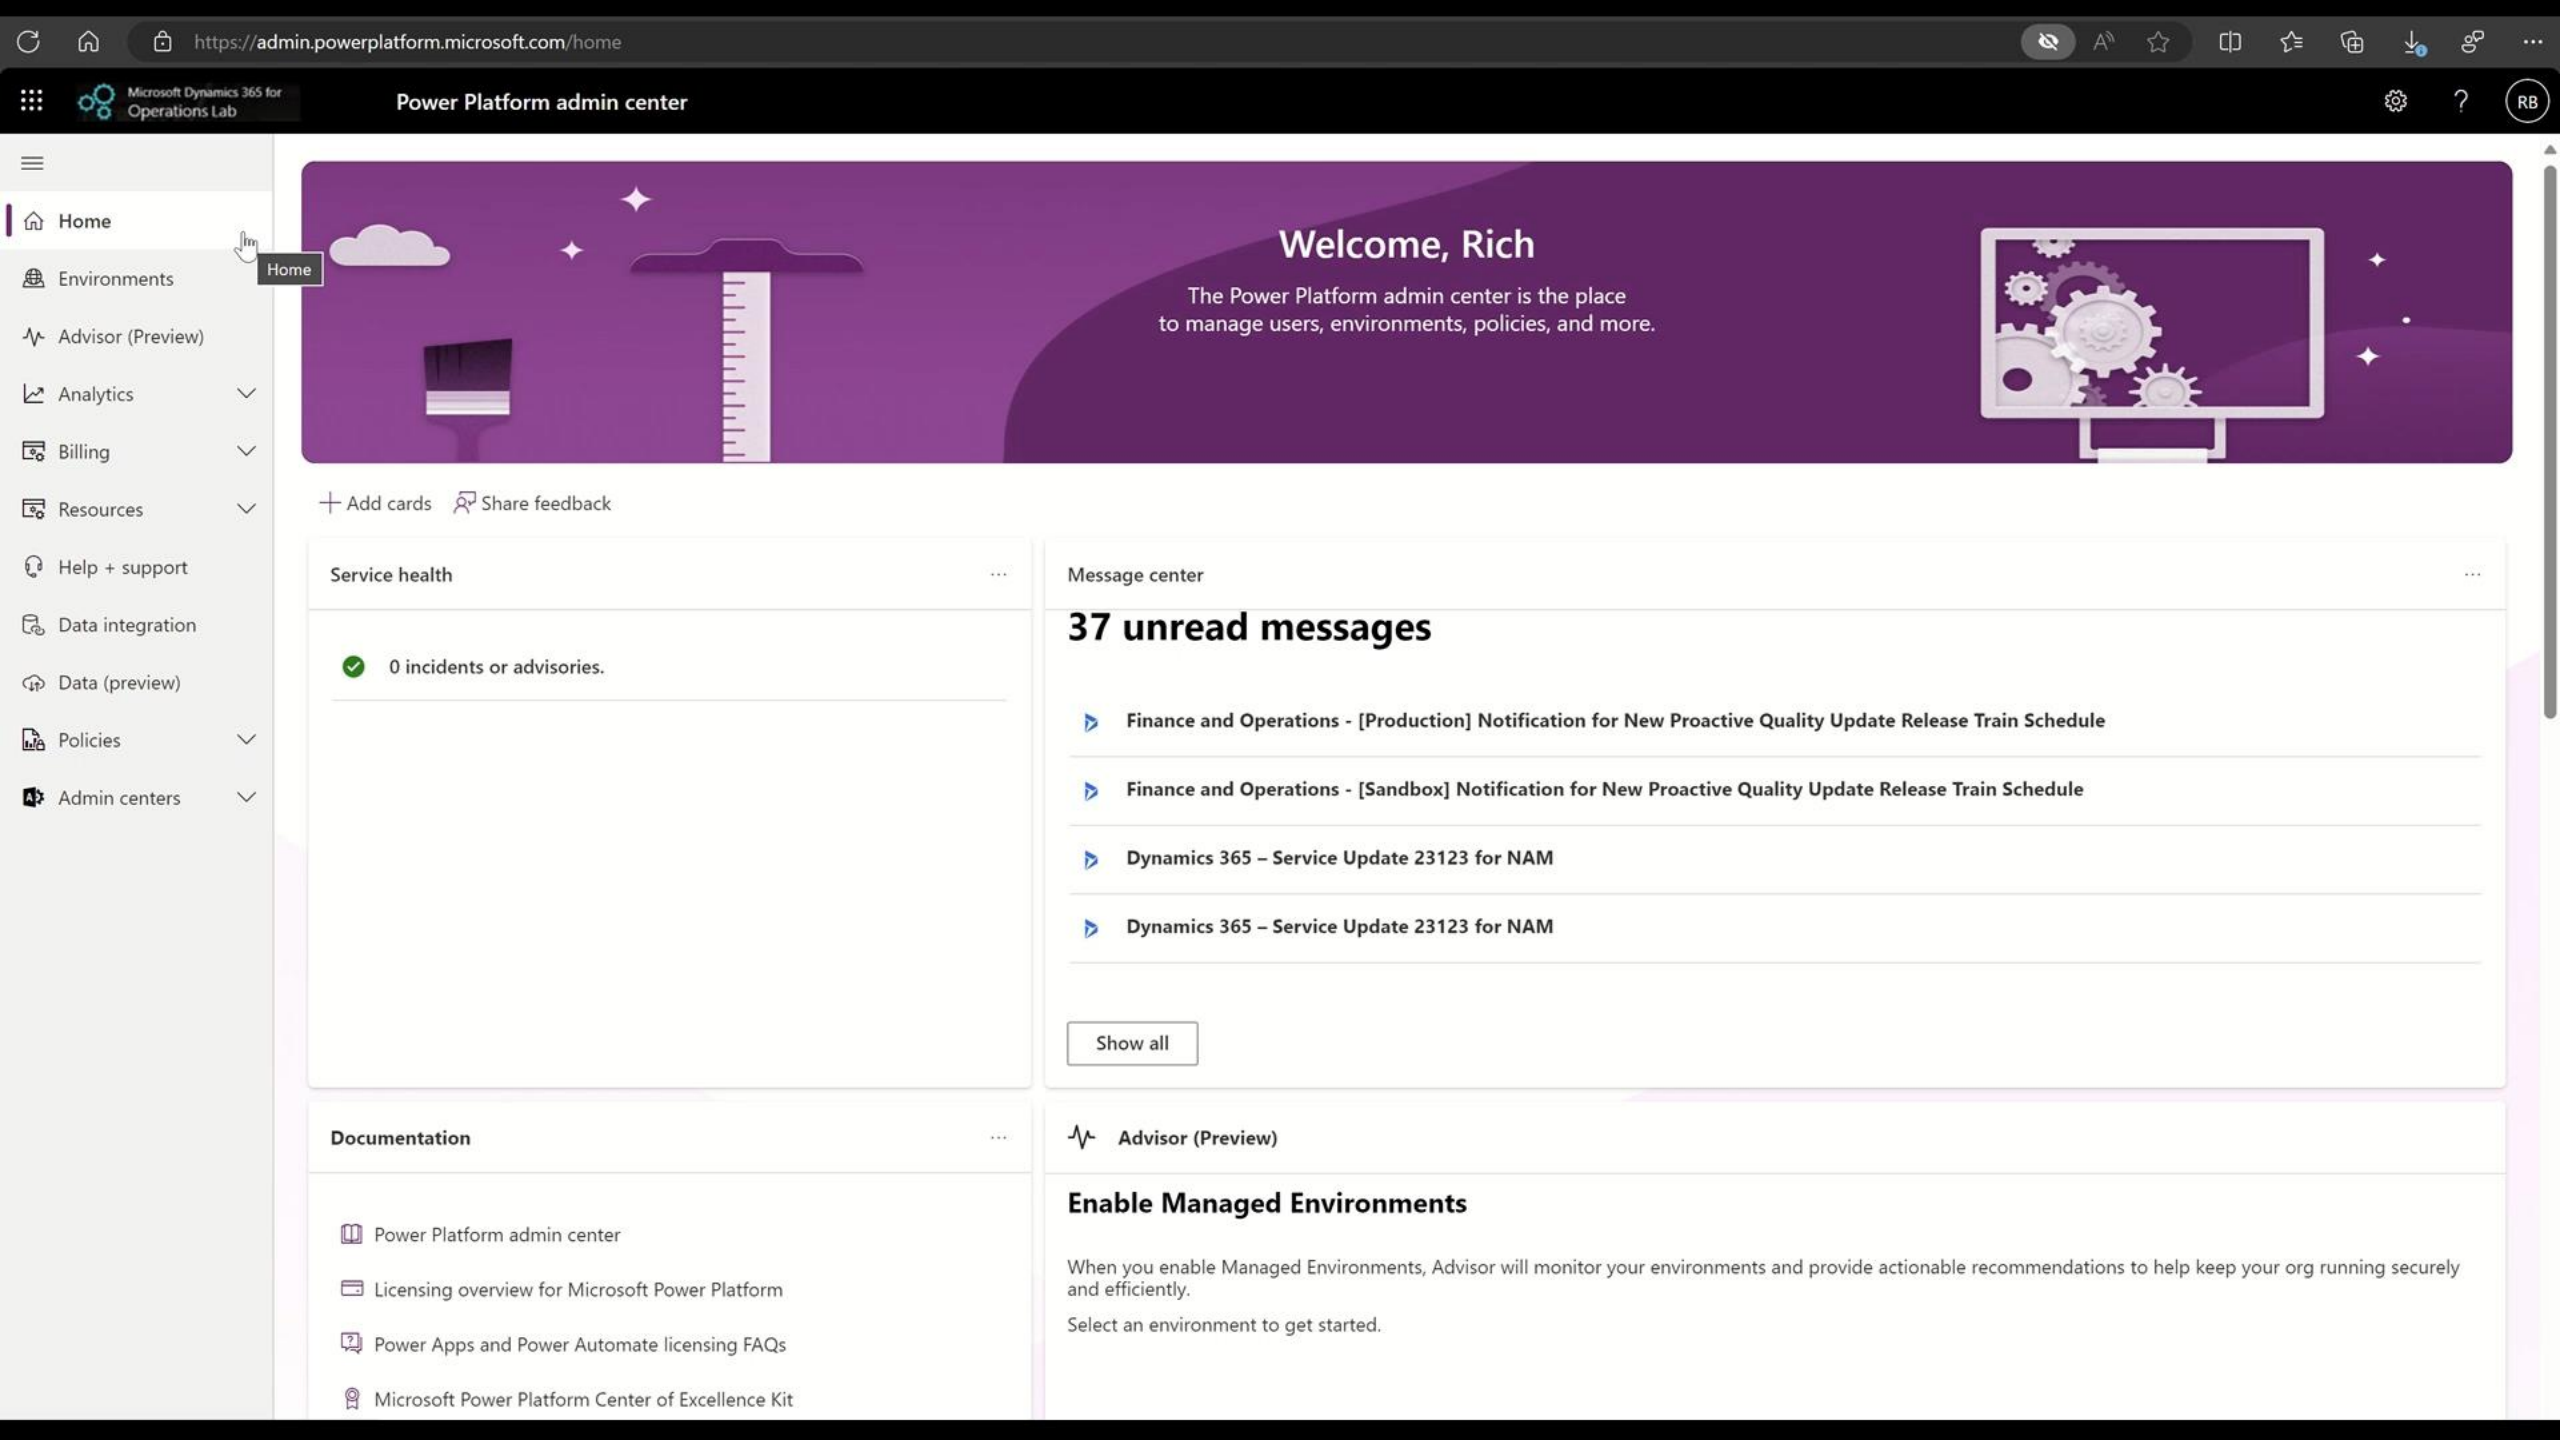 https://admin.powerplatform.microsoft.com/home
Microsoft Dynamics 365 for
Operations Lab
Power Platform admin center
RB
Home
Home
Environments
Advisor (Preview)
Analytics
Billing
Resources
Help + support
Data integration
Data (preview)
Policies
Admin centers
Welcome, Rich
The Power Platform admin center is the place
to manage users, environments, policies, and more.
Add cards
Share feedback
Service health
0 incidents or advisories.
Message center
37 unread messages
Finance and Operations - [Production] Notification for New Proactive Quality Update Release Train Schedule
Finance and Operations - [Sandbox] Notification for New Proactive Quality Update Release Train Schedule
Dynamics 365 – Service Update 23123 for NAM
Dynamics 365 – Service Update 23123 for NAM
Show all
Documentation
Power Platform admin center
Licensing overview for Microsoft Power Platform
Power Apps and Power Automate licensing FAQs
Microsoft Power Platform Center of Excellence Kit
Advisor (Preview)
Enable Managed Environments
When you enable Managed Environments, Advisor will monitor your environments and provide actionable recommendations to help keep your org running securely
and efficiently.
Select an environment to get started.